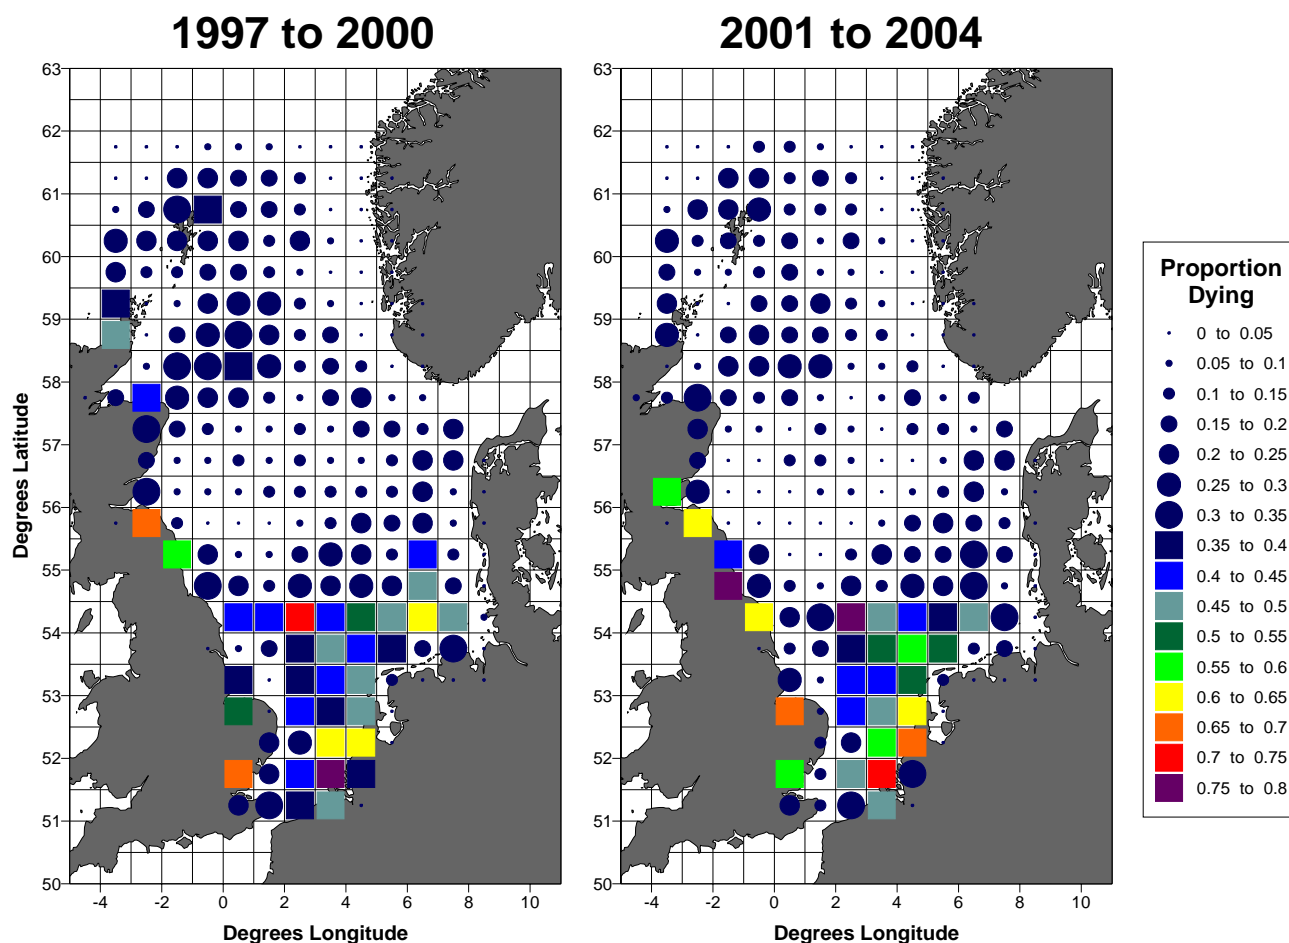 1997 to 2000
2001 to 2004
Degrees Latitude
63
62
61
60
59
58
57
56
55
54
53
52
51
50
-4
-2
0
2
4
6
8
10
Degrees Longitude
63
62
61
60
59
58
57
56
55
54
53
52
51
50
-4
-2
0
2
4
6
8
10
Degrees Longitude
Proportion
Dying
0 to 0.05
0.05 to 0.1
0.1 to 0.15
0.15 to 0.2
0.2 to 0.25
0.25 to 0.3
0.3 to 0.35
0.35 to 0.4
0.4 to 0.45
0.45 to 0.5
0.5 to 0.55
0.55 to 0.6
0.6 to 0.65
0.65 to 0.7
0.7 to 0.75
0.75 to 0.8